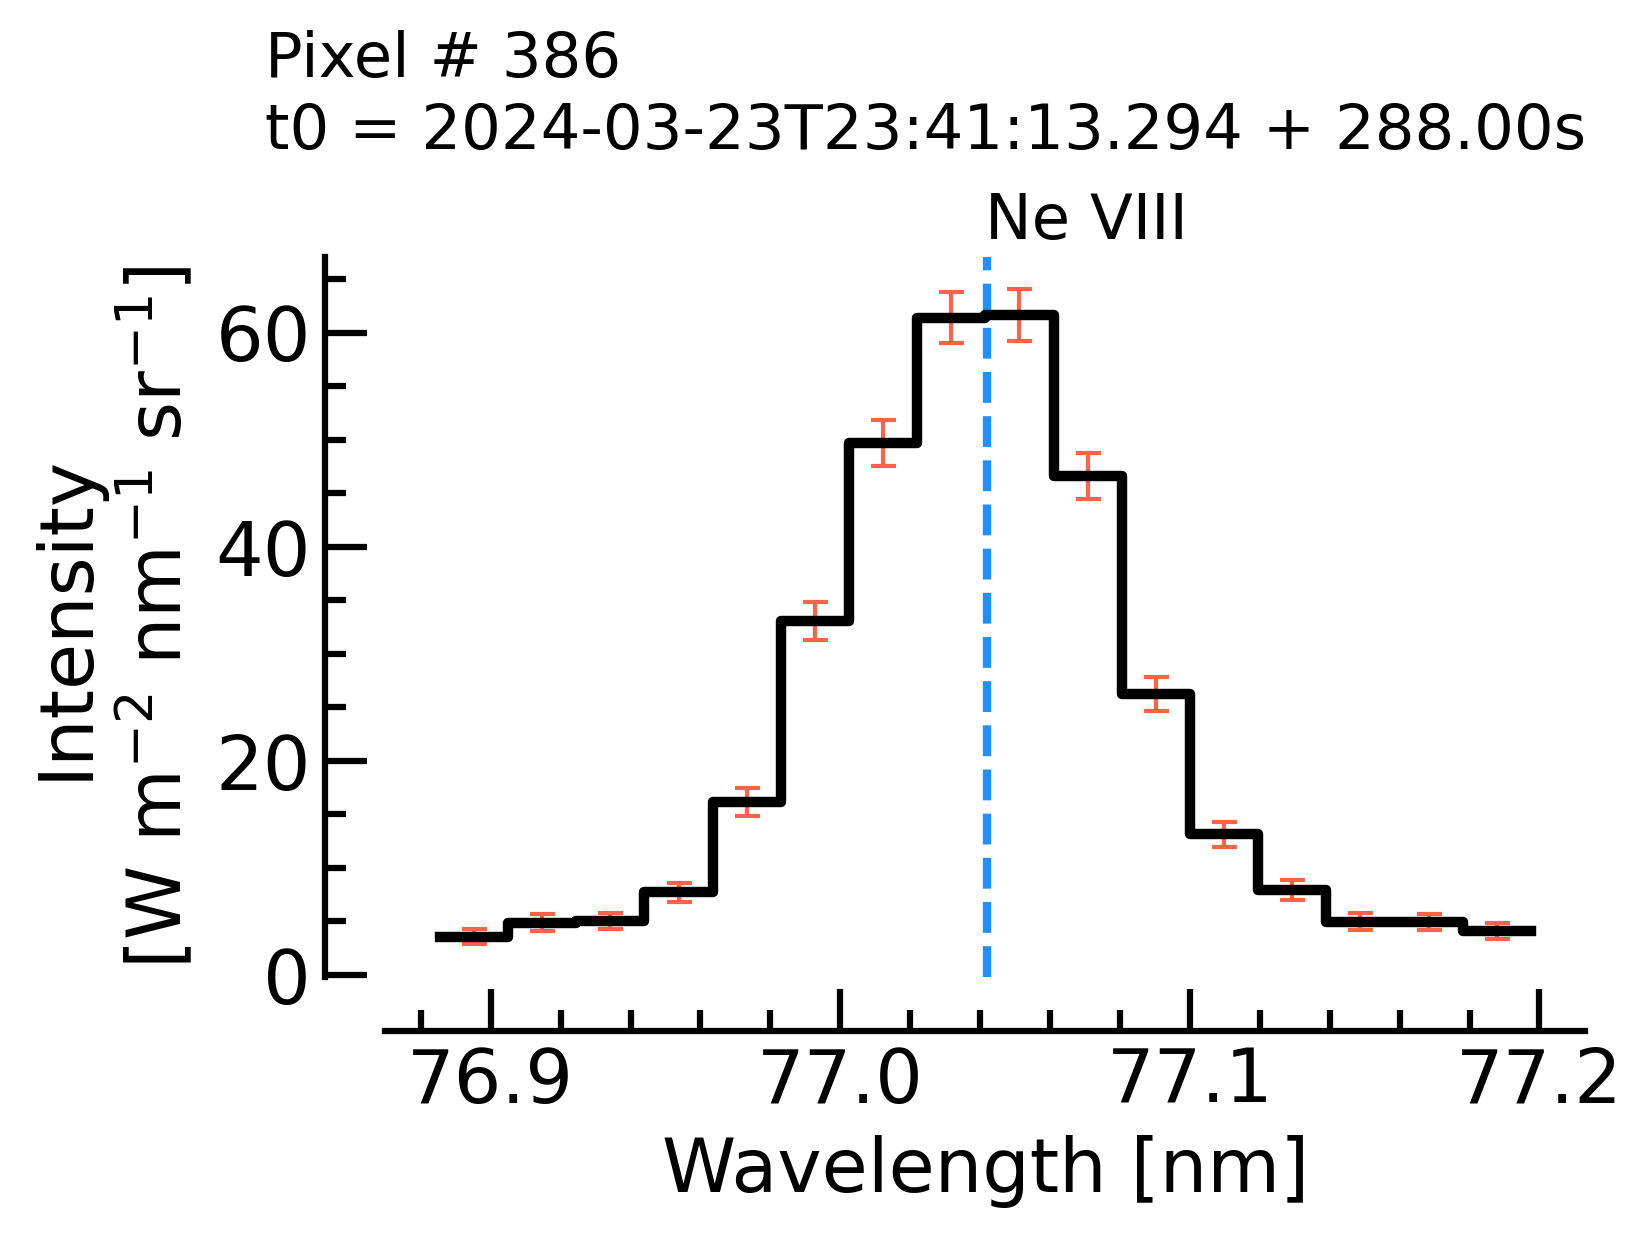 Pixel # 386
t0 = 2024-03-23T23:41:13.294 + 288.00s
Ne VIII
Intensity
[W m⁻² nm⁻¹ sr⁻¹]
60
40
20
0
76.9 77.0 77.1 77.2
Wavelength [nm]